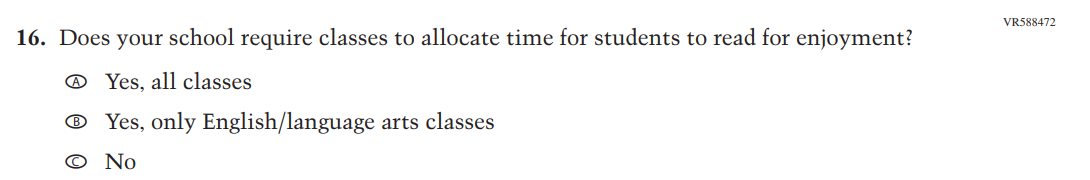 VR588472
16. Does your school require classes to allocate time for students to read for enjoyment?
A Yes, all classes
B Yes, only English/language arts classes
C No